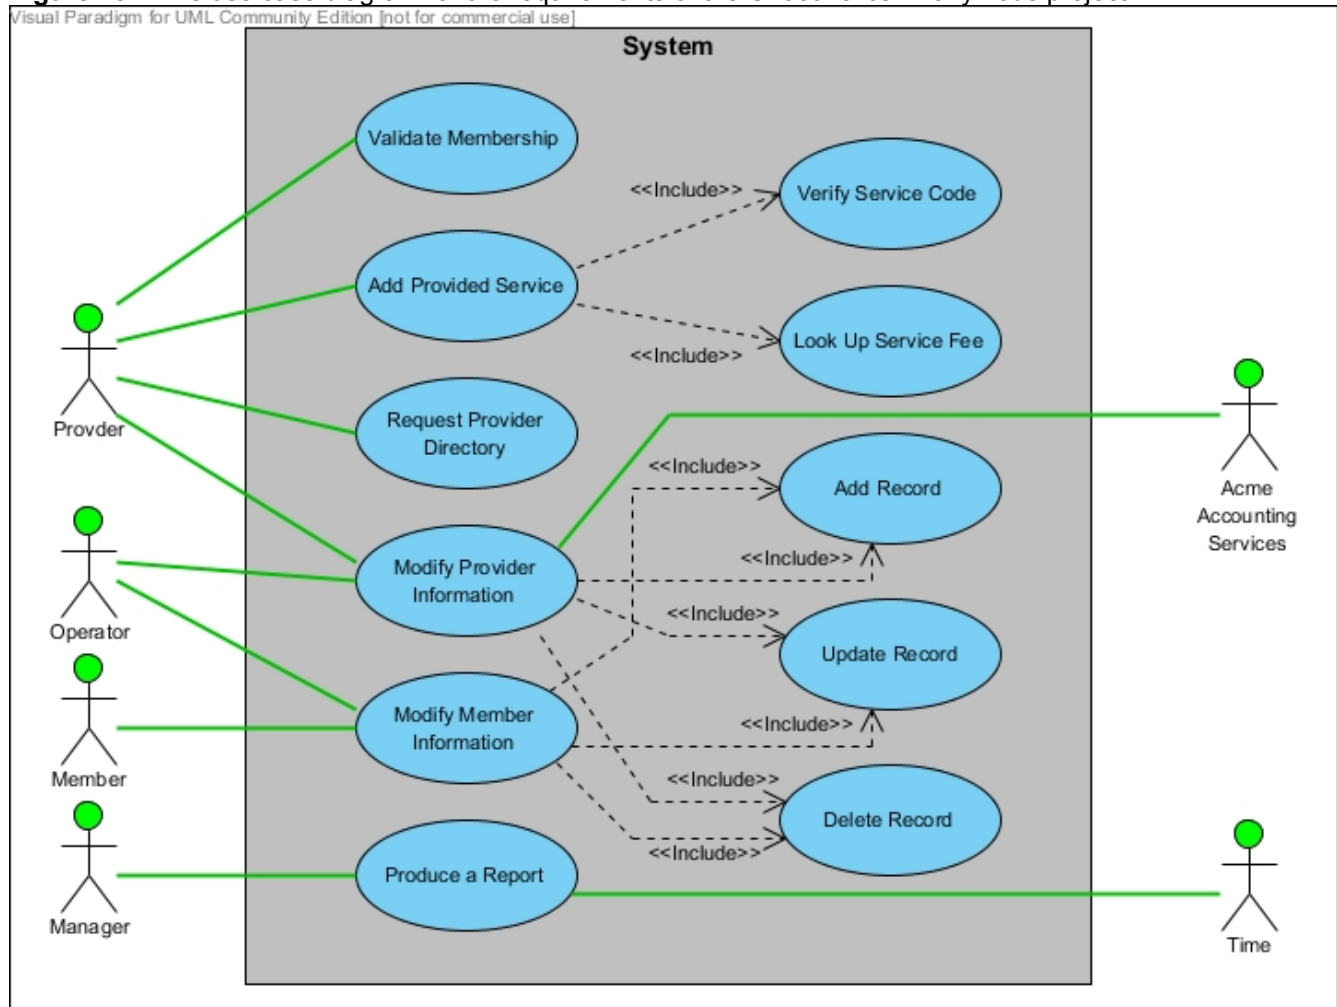 Visual Paradigm for UML Community Edition [not for commercial use]
System
Validate Membership
<<Include>>
Verify Service Code
Add Provided Service
Look Up Service Fee
<<Include>>
Provder
Request Provider
Directory
<<Include>>
Add Record
Acme
Accounting
Services
<<Include>>
Modify Provider
Information
<<Include>>
Operator
Update Record
Modify Member
Information
<<Include>>
Member
<<Include>>
Delete Record
<<Include>>
Produce a Report
Manager
Time